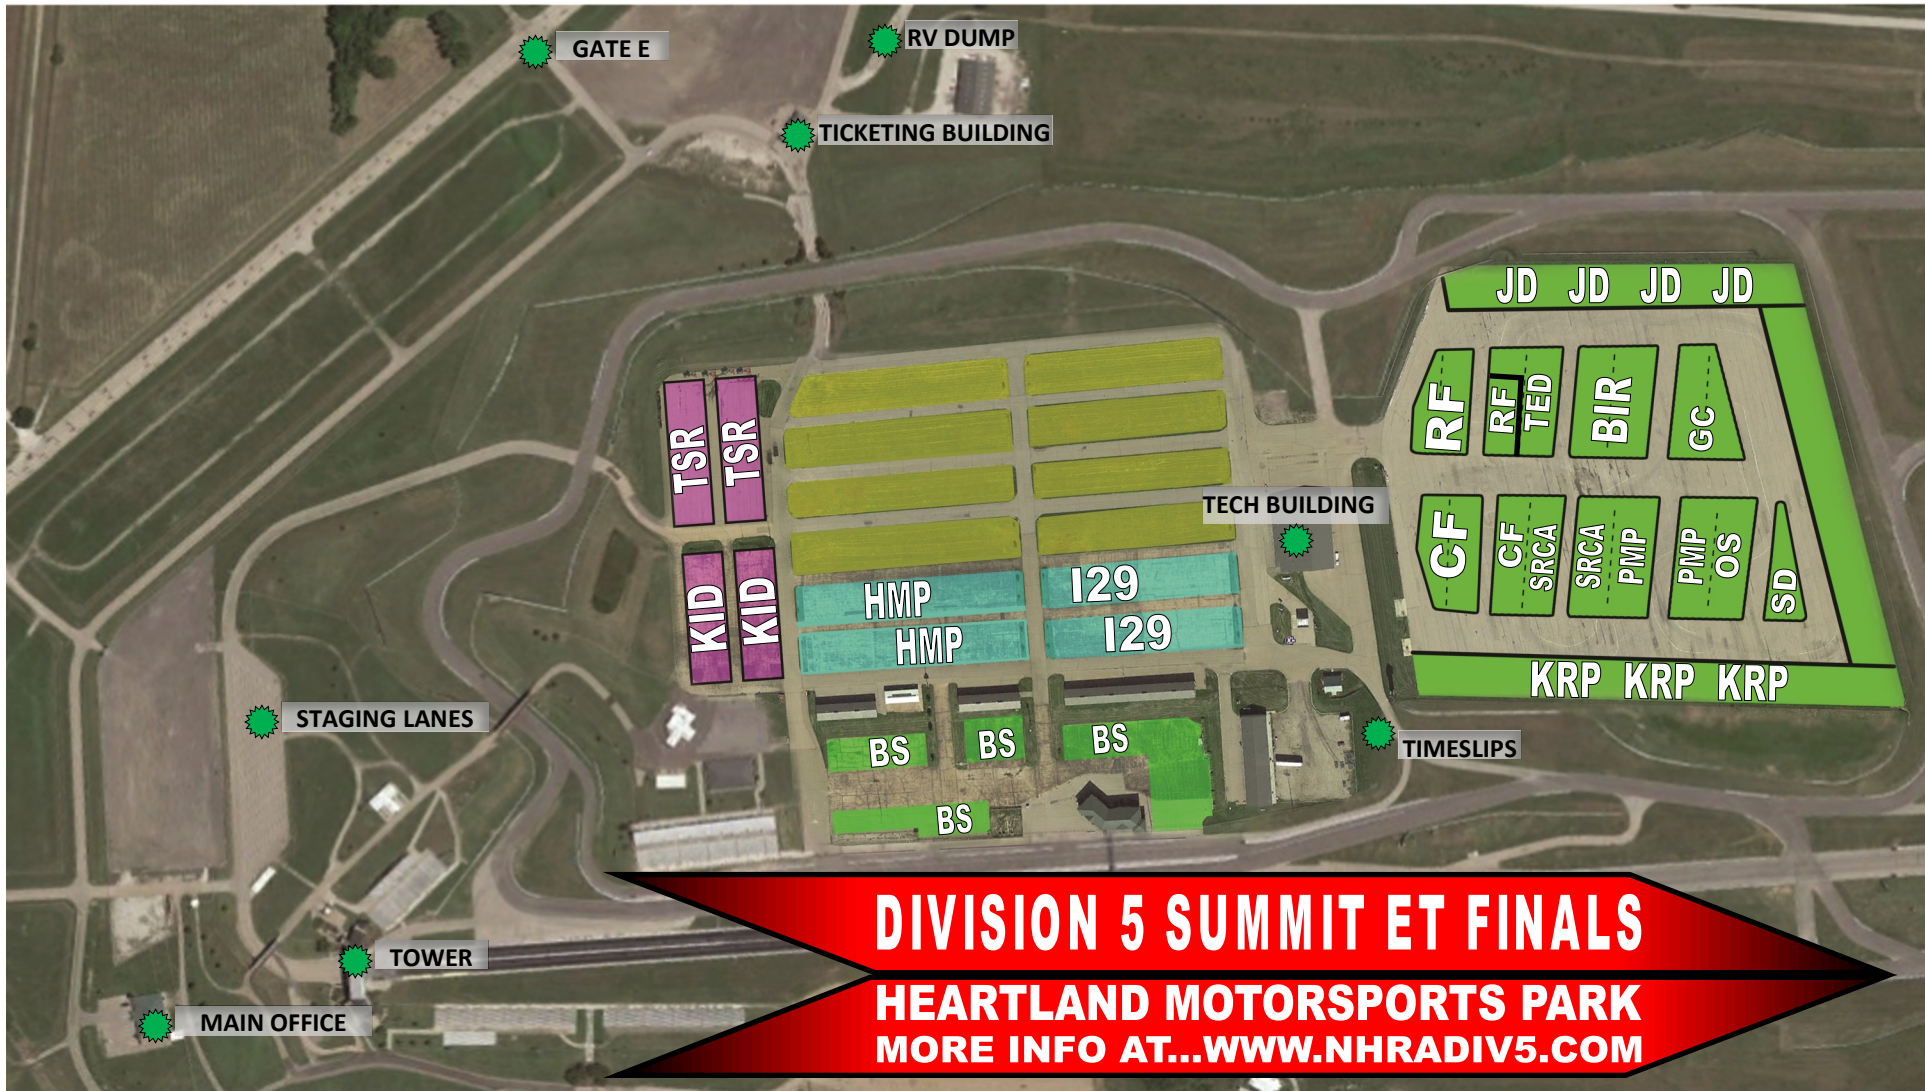 GATE E
RV DUMP
TICKETING BUILDING
JD JD JD JD
RF
RF
TED
BIR
GC
TSR
TSR
TECH BUILDING
CF
CF
SRCA
SRCA
PMP
PMP
OS
SD
KID
KID
HMP
I29
HMP
I29
KRP KRP KRP
STAGING LANES
BS
BS
BS
TIMESLIPS
BS
DIVISION 5 SUMMIT ET FINALS
TOWER
HEARTLAND MOTORSPORTS PARK
MAIN OFFICE
MORE INFO AT...WWW.NHRADIV5.COM